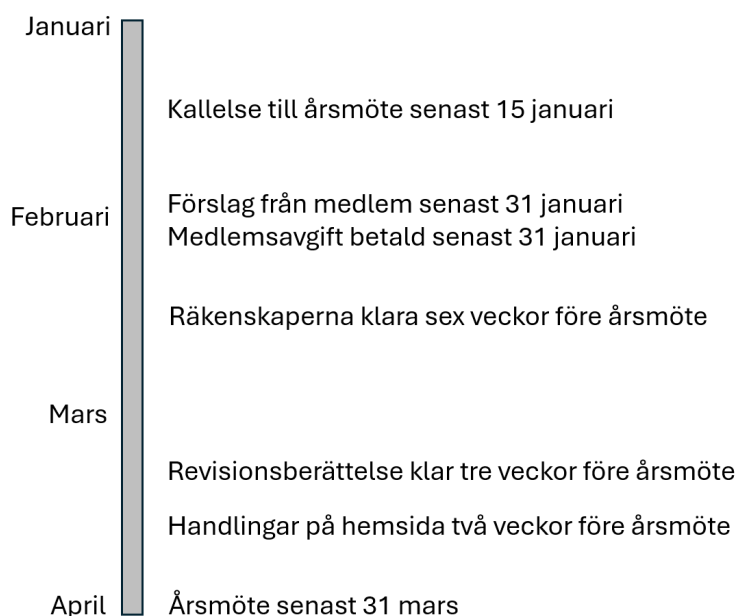 Januari
Kallelse till årsmöte senast 15 januari
Förslag från medlem senast 31 januari
Februari
Medlemsavgift betald senast 31 januari
Räkenskaperna klara sex veckor före årsmöte
Mars
Revisionsberättelse klar tre veckor före årsmöte
Handlingar på hemsida två veckor före årsmöte
April
Årsmöte senast 31 mars